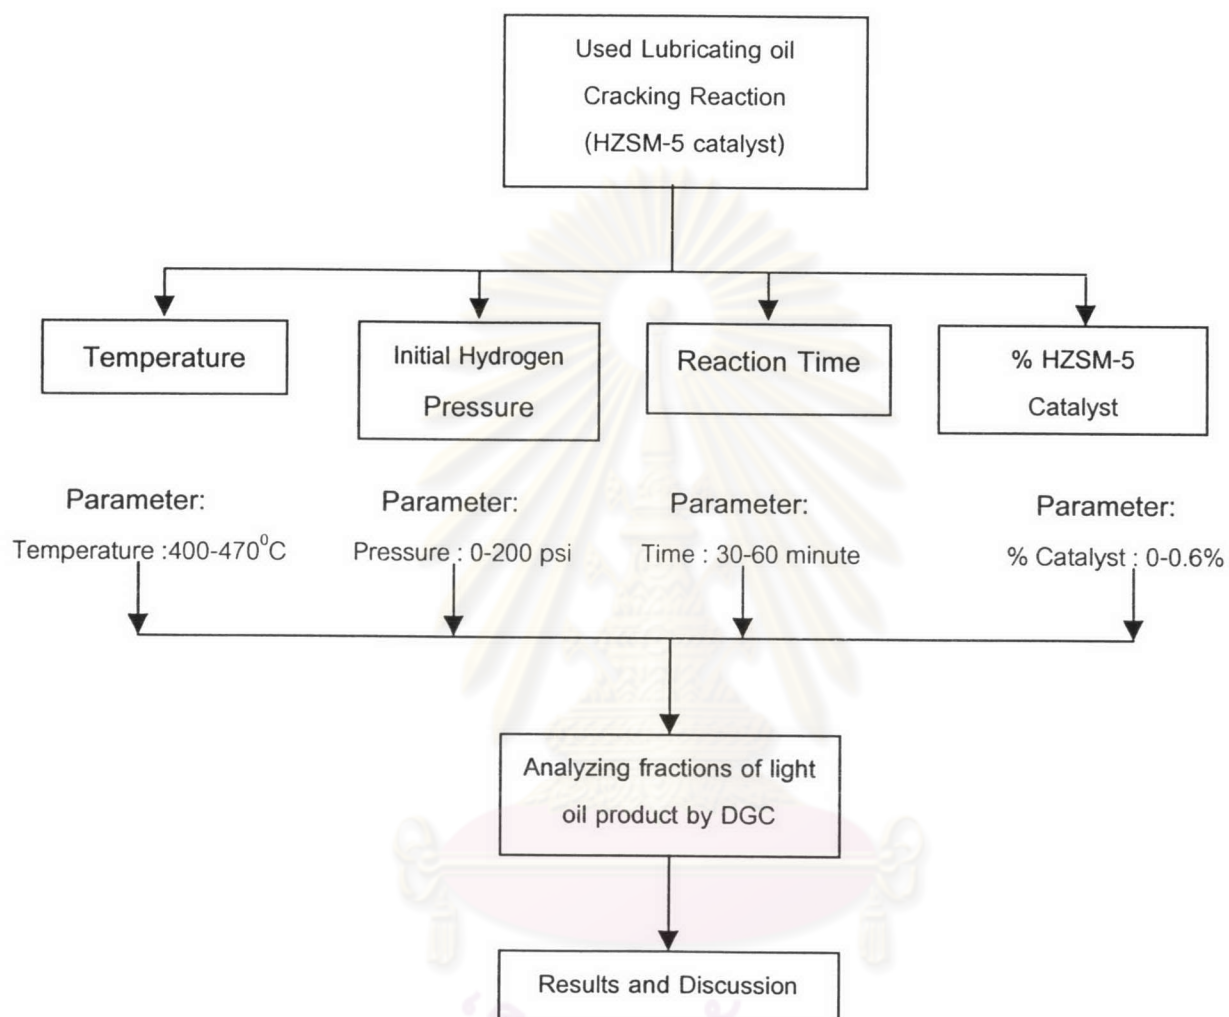 Used Lubricating oil
Cracking Reaction
(HZSM-5 catalyst)
Temperature
Initial Hydrogen
Pressure
Reaction Time
% HZSM-5
Catalyst
Parameter:
Temperature :400-470⁰C
Parameter:
Pressure : 0-200 psi
Parameter:
Time : 30-60 minute
Parameter:
% Catalyst : 0-0.6%
Analyzing fractions of light
oil product by DGC
Results and Discussion